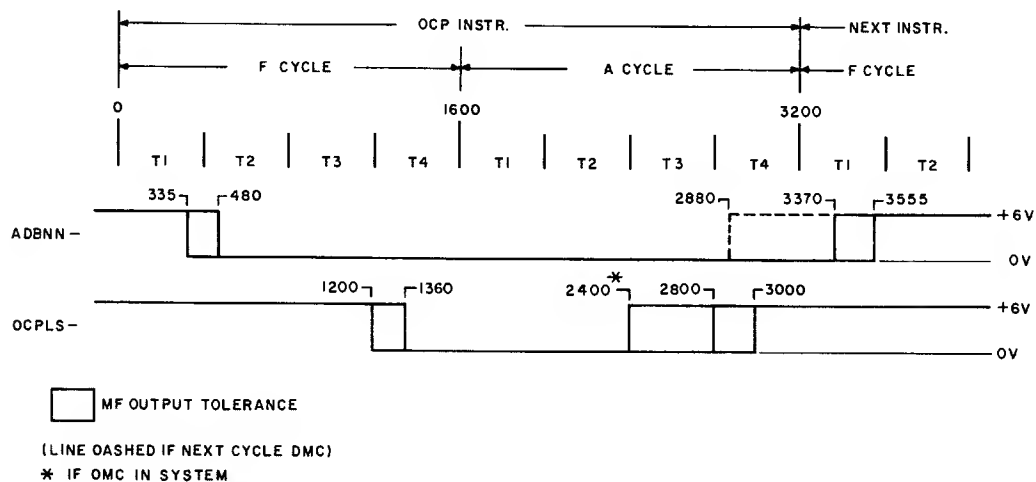 OCP INSTR. NEXT INSTR.
F CYCLE A CYCLE F CYCLE
0 1600 3200
T1 T2 T3 T4 T1 T2 T3 T4 T1 T2
335 480 2880 3370 3555
+6V
ADBNN-
0V
*
1200 1360 2400 2800 3000
+6V
OCPLS-
0V
MF OUTPUT TOLERANCE
(LINE OASHED IF NEXT CYCLE DMC)
* IF OMC IN SYSTEM